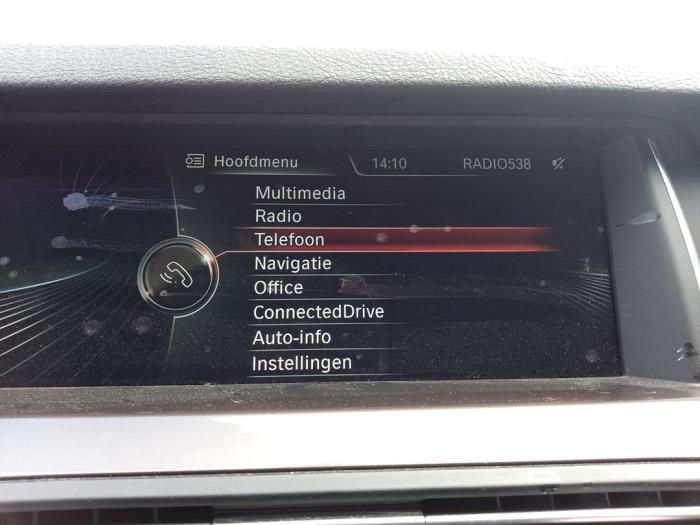 Hoofdmenu 14:10 RADIO538
Multimedia
Radio
Telefoon
Navigatie
Office
ConnectedDrive
Auto-info
Instellingen